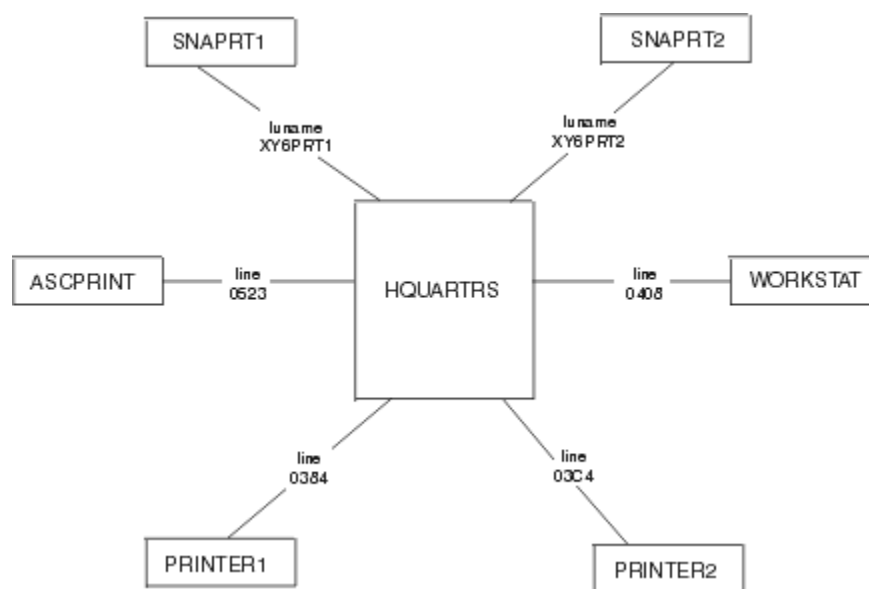 SNAPRT1
SNAPRT2
luname
XY6PRT1
luname
XY6PRT2
ASCPRINT
line
0523
HQUARTRS
line
0408
WORKSTAT
line
0384
line
03C4
PRINTER1
PRINTER2